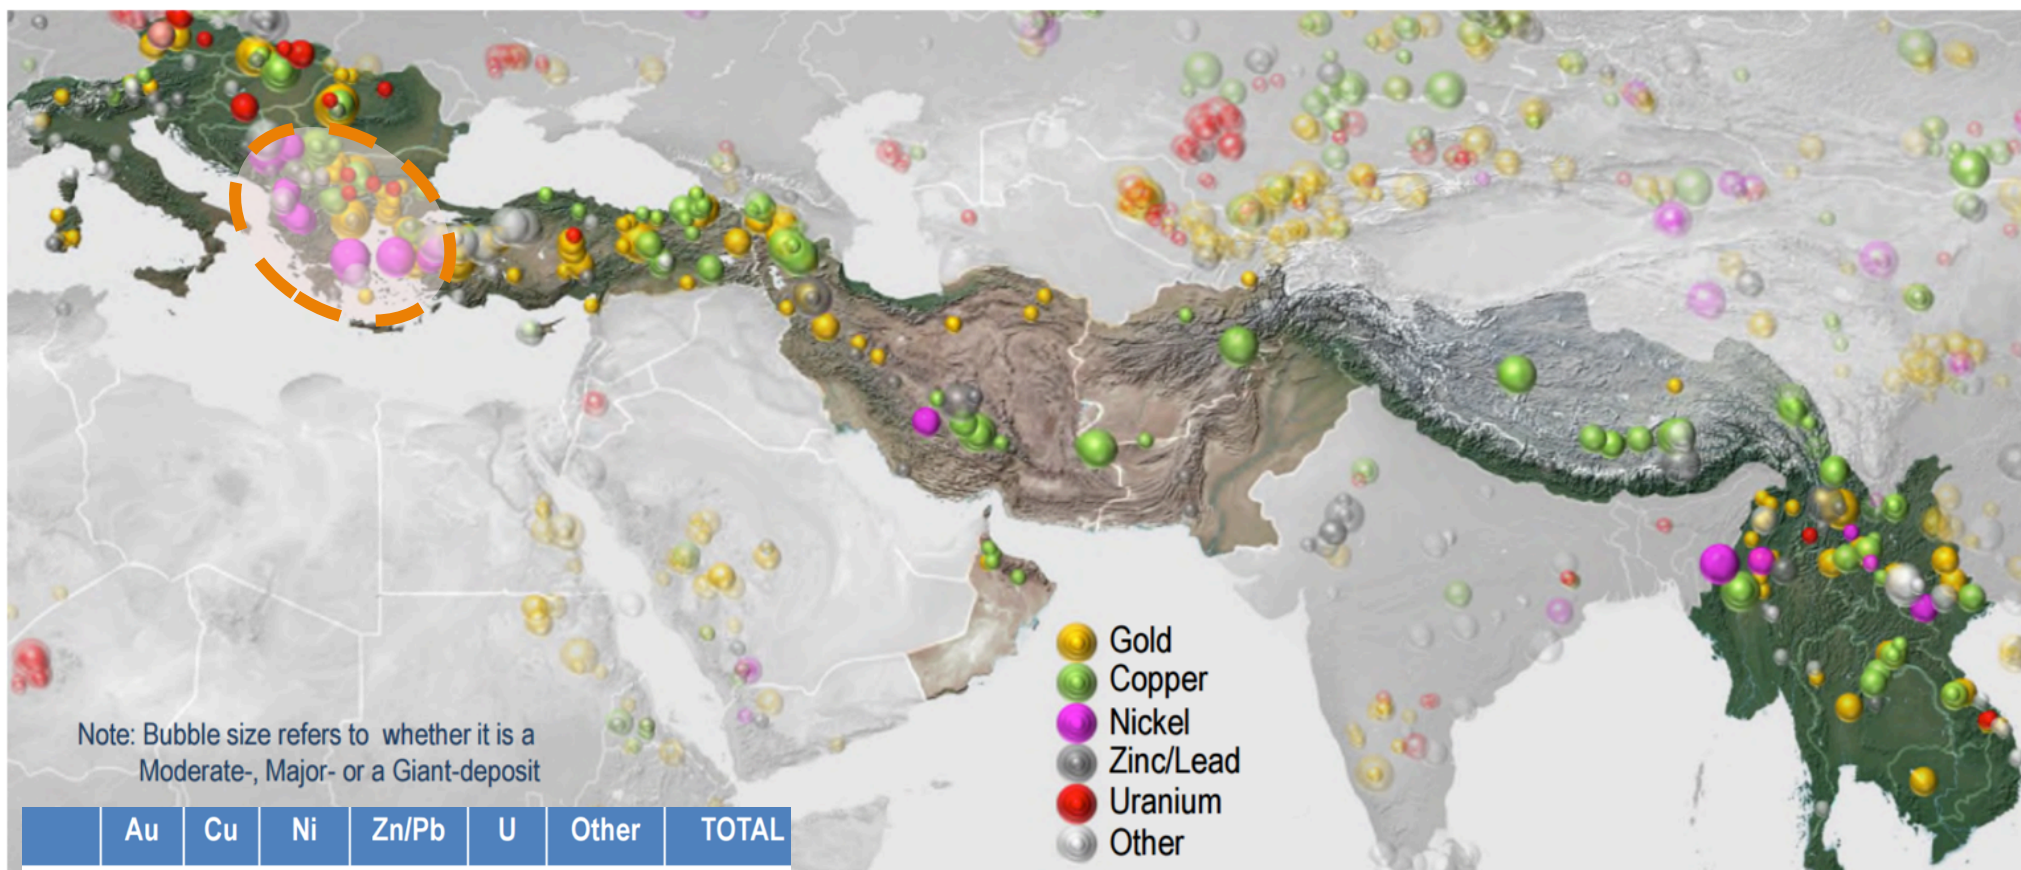 Gold
Copper
Nickel
Zinc/Lead
Uranium
Other
Note: Bubble size refers to whether it is a
Moderate-, Major- or a Giant-deposit
Au Cu Ni Zn/Pb U Other TOTAL